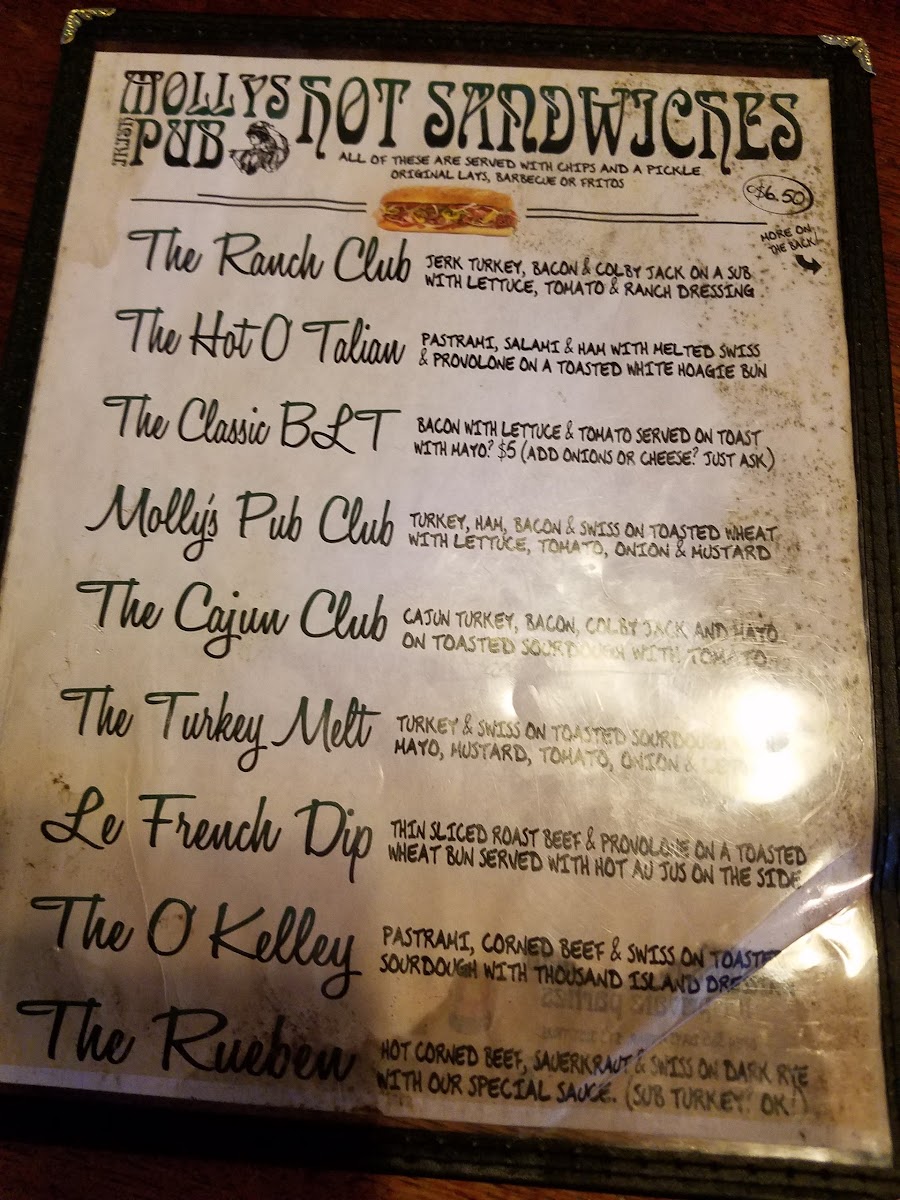 MOLLYS
IRISH
PUB
HOT SANDWICHES
ALL OF THESE ARE SERVED WITH CHIPS AND A PICKLE
ORIGINAL LAYS, BARBECUE OR FRITOS
$6.50
MORE ON
THE BACK!
The Ranch Club
JERK TURKEY, BACON & COLBY JACK ON A SUB
WITH LETTUCE, TOMATO & RANCH DRESSING
The Hot O' Talian
PASTRAMI, SALAMI & HAM WITH MELTED SWISS
& PROVOLONE ON A TOASTED WHITE HOAGIE BUN
The Classic BLT
BACON WITH LETTUCE & TOMATO SERVED ON TOAST
WITH MAYO? $5 (ADD ONIONS OR CHEESE? JUST ASK)
Molly's Pub Club
TURKEY, HAM, BACON & SWISS ON TOASTED WHEAT
WITH LETTUCE, TOMATO, ONION & MUSTARD
The Cajun Club
CAJUN TURKEY, BACON, COLBY JACK AND MAYO
ON TOASTED SOURDOUGH WITH TOMATO
The Turkey Melt
TURKEY & SWISS ON TOASTED SOURDOUGH
MAYO, MUSTARD, TOMATO, ONION &
Le French Dip
THIN SLICED ROAST BEEF & PROVOLONE ON A TOASTED
WHEAT BUN SERVED WITH HOT AU JUS ON THE SIDE
The O'Kelley
PASTRAMI, CORNED BEEF & SWISS ON TOASTED
SOURDOUGH WITH THOUSAND ISLAND DRESSING
The Rueben
HOT CORNED BEEF, SAUERKRAUT & SWISS ON DARK RYE
WITH OUR SPECIAL SAUCE. (SUB TURKEY? OK!)